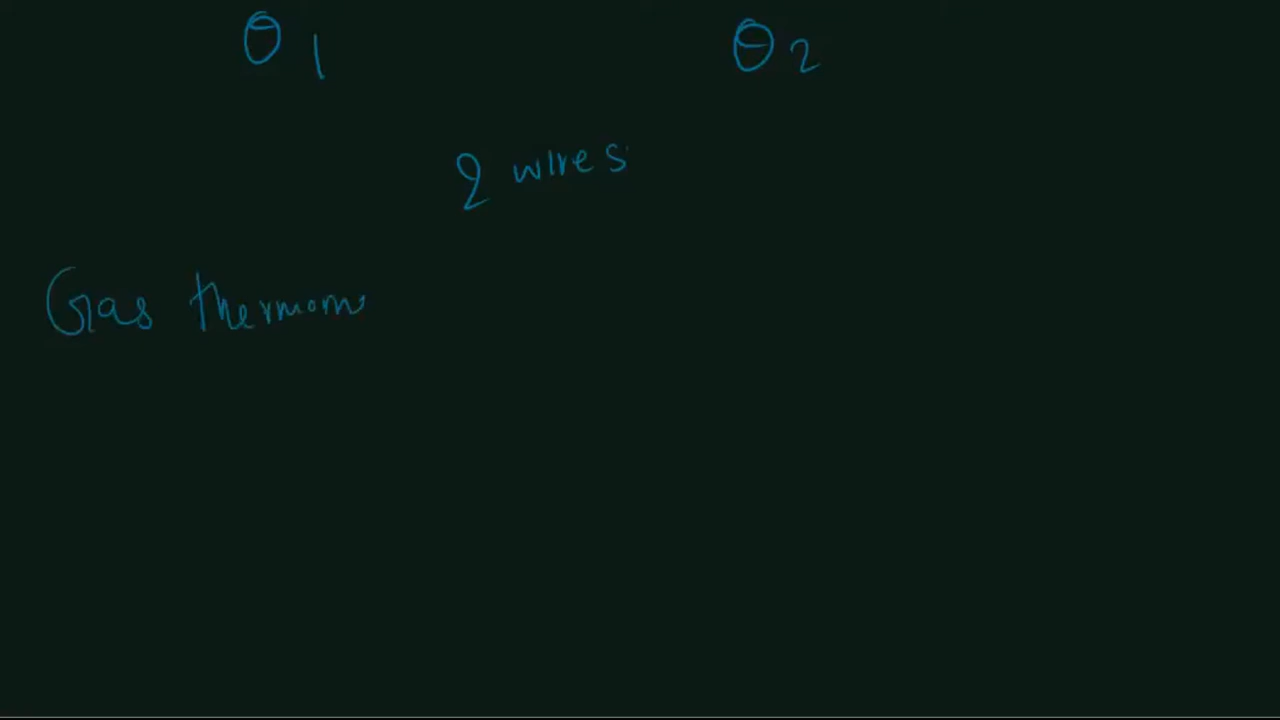 θ1 θ2
2 wires
Gas thermom